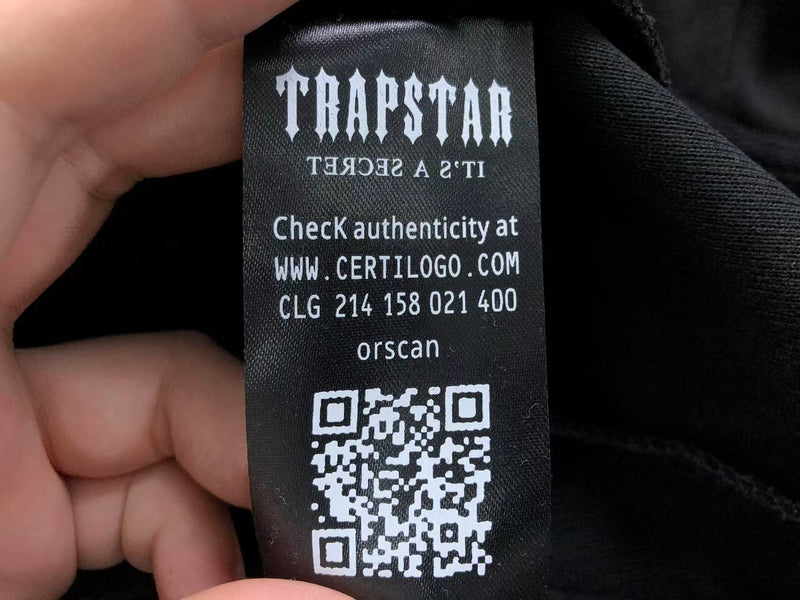 TRAPSTAR
IT'S A SECRET
ChecK authenticity at
WWW.CERTILOGO.COM
CLG 214 158 021 400
orscan